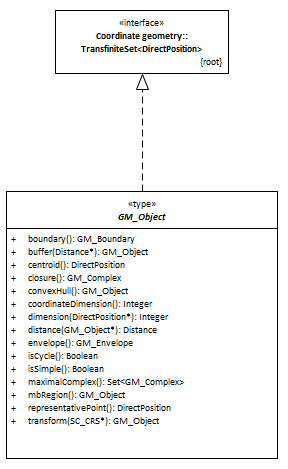 «interface»
Coordinate geometry::
TransfiniteSet<DirectPosition>
{root}
«type»
GM_Object
+ boundary(): GM_Boundary
+ buffer(Distance*): GM_Object
+ centroid(): DirectPosition
+ closure(): GM_Complex
+ convexHull(): GM_Object
+ coordinateDimension(): Integer
+ dimension(DirectPosition*): Integer
+ distance(GM_Object*): Distance
+ envelope(): GM_Envelope
+ isCycle(): Boolean
+ isSimple(): Boolean
+ maximalComplex(): Set<GM_Complex>
+ mbRegion(): GM_Object
+ representativePoint(): DirectPosition
+ transform(SC_CRS*): GM_Object